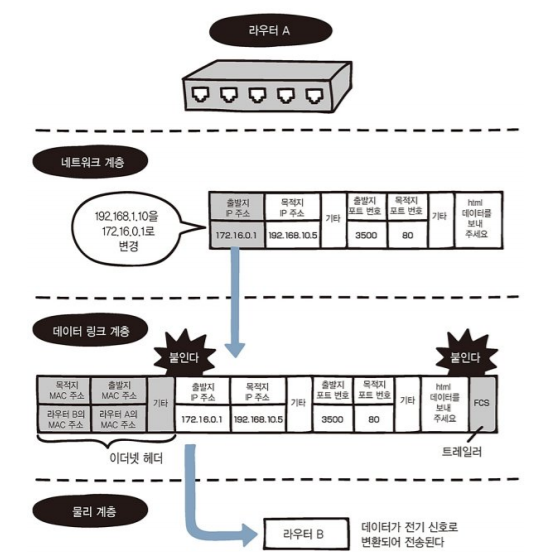 라우터 A
네트워크 계층
192.168.1.10을
172.16.0.1로
변경
출발지
IP 주소
목적지
IP 주소
기타
출발지
포트 번호
목적지
포트 번호
기타
html
데이터를
보내
주세요
172.16.0.1
192.168.10.5
3500
80
데이터 링크 계층
붙인다
붙인다
목적지
MAC 주소
출발지
MAC 주소
기타
출발지
IP 주소
목적지
IP 주소
기타
출발지
포트 번호
목적지
포트 번호
기타
html
데이터를
보내
주세요
FCS
라우터 B의
MAC 주소
라우터 A의
MAC 주소
172.16.0.1
192.168.10.5
3500
80
이더넷 헤더
트레일러
물리 계층
라우터 B
데이터가 전기 신호로
변환되어 전송된다